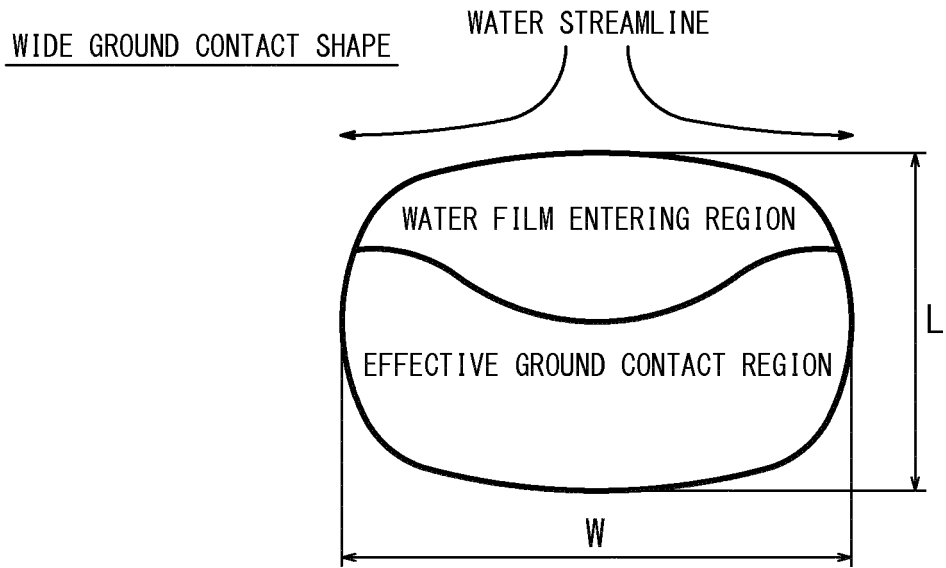 WATER STREAMLINE
WIDE GROUND CONTACT SHAPE
WATER FILM ENTERING REGION
L
EFFECTIVE GROUND CONTACT REGION
W